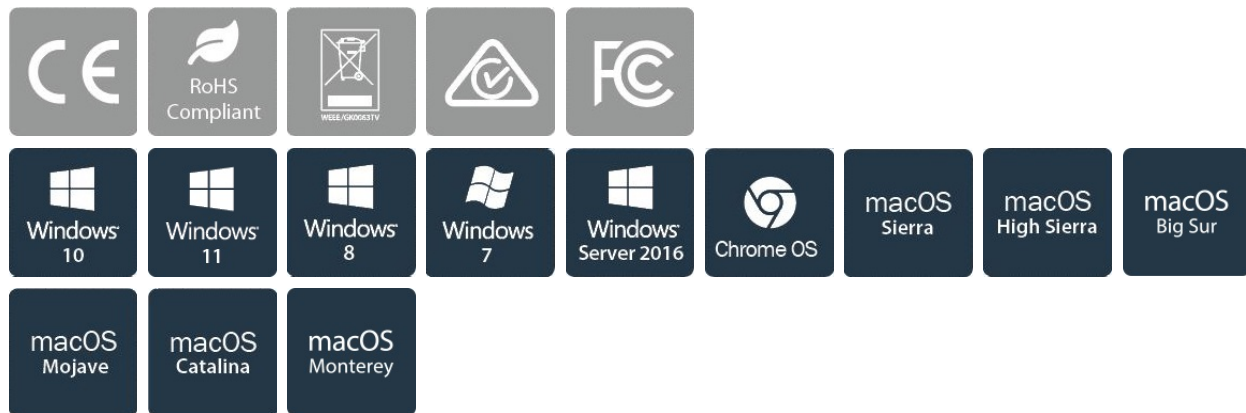 CE
RoHS
Compliant
WEEE/GK0063TV
FC
Windows
10
Windows
11
Windows
8
Windows
7
Windows
Server 2016
Chrome OS
macOS
Sierra
macOS
High Sierra
macOS
Big Sur
macOS
Mojave
macOS
Catalina
macOS
Monterey